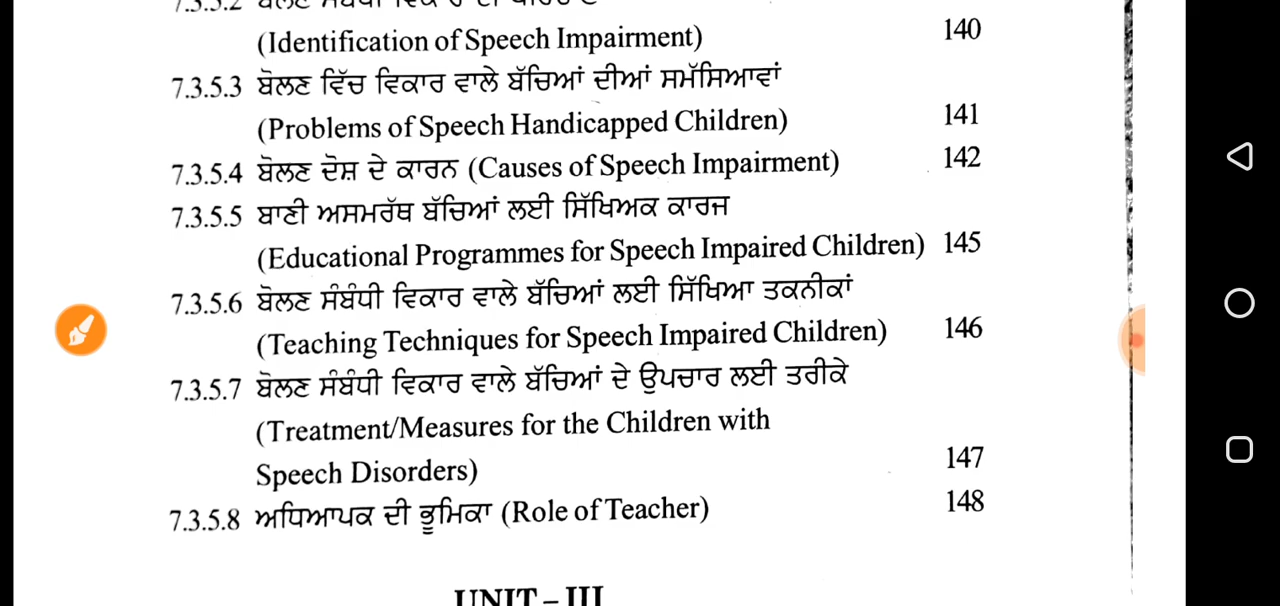 7.3.5.2
(Identification of Speech Impairment) 140
7.3.5.3 ਬੋਲਣ ਵਿੱਚ ਵਿਕਾਰ ਵਾਲੇ ਬੱਚਿਆਂ ਦੀਆਂ ਸਮੱਸਿਆਵਾਂ
(Problems of Speech Handicapped Children) 141
7.3.5.4 ਬੋਲਣ ਦੋਸ਼ ਦੇ ਕਾਰਨ (Causes of Speech Impairment) 142
7.3.5.5 ਬਾਣੀ ਅਸਮਰੱਥ ਬੱਚਿਆਂ ਲਈ ਸਿੱਖਿਅਕ ਕਾਰਜ
(Educational Programmes for Speech Impaired Children) 145
7.3.5.6 ਬੋਲਣ ਸੰਬੰਧੀ ਵਿਕਾਰ ਵਾਲੇ ਬੱਚਿਆਂ ਲਈ ਸਿੱਖਿਆ ਤਕਨੀਕਾਂ
(Teaching Techniques for Speech Impaired Children) 146
7.3.5.7 ਬੋਲਣ ਸੰਬੰਧੀ ਵਿਕਾਰ ਵਾਲੇ ਬੱਚਿਆਂ ਦੇ ਉਪਚਾਰ ਲਈ ਤਰੀਕੇ
(Treatment/Measures for the Children with
Speech Disorders) 147
7.3.5.8 ਅਧਿਆਪਕ ਦੀ ਭੂਮਿਕਾ (Role of Teacher) 148
UNIT – III